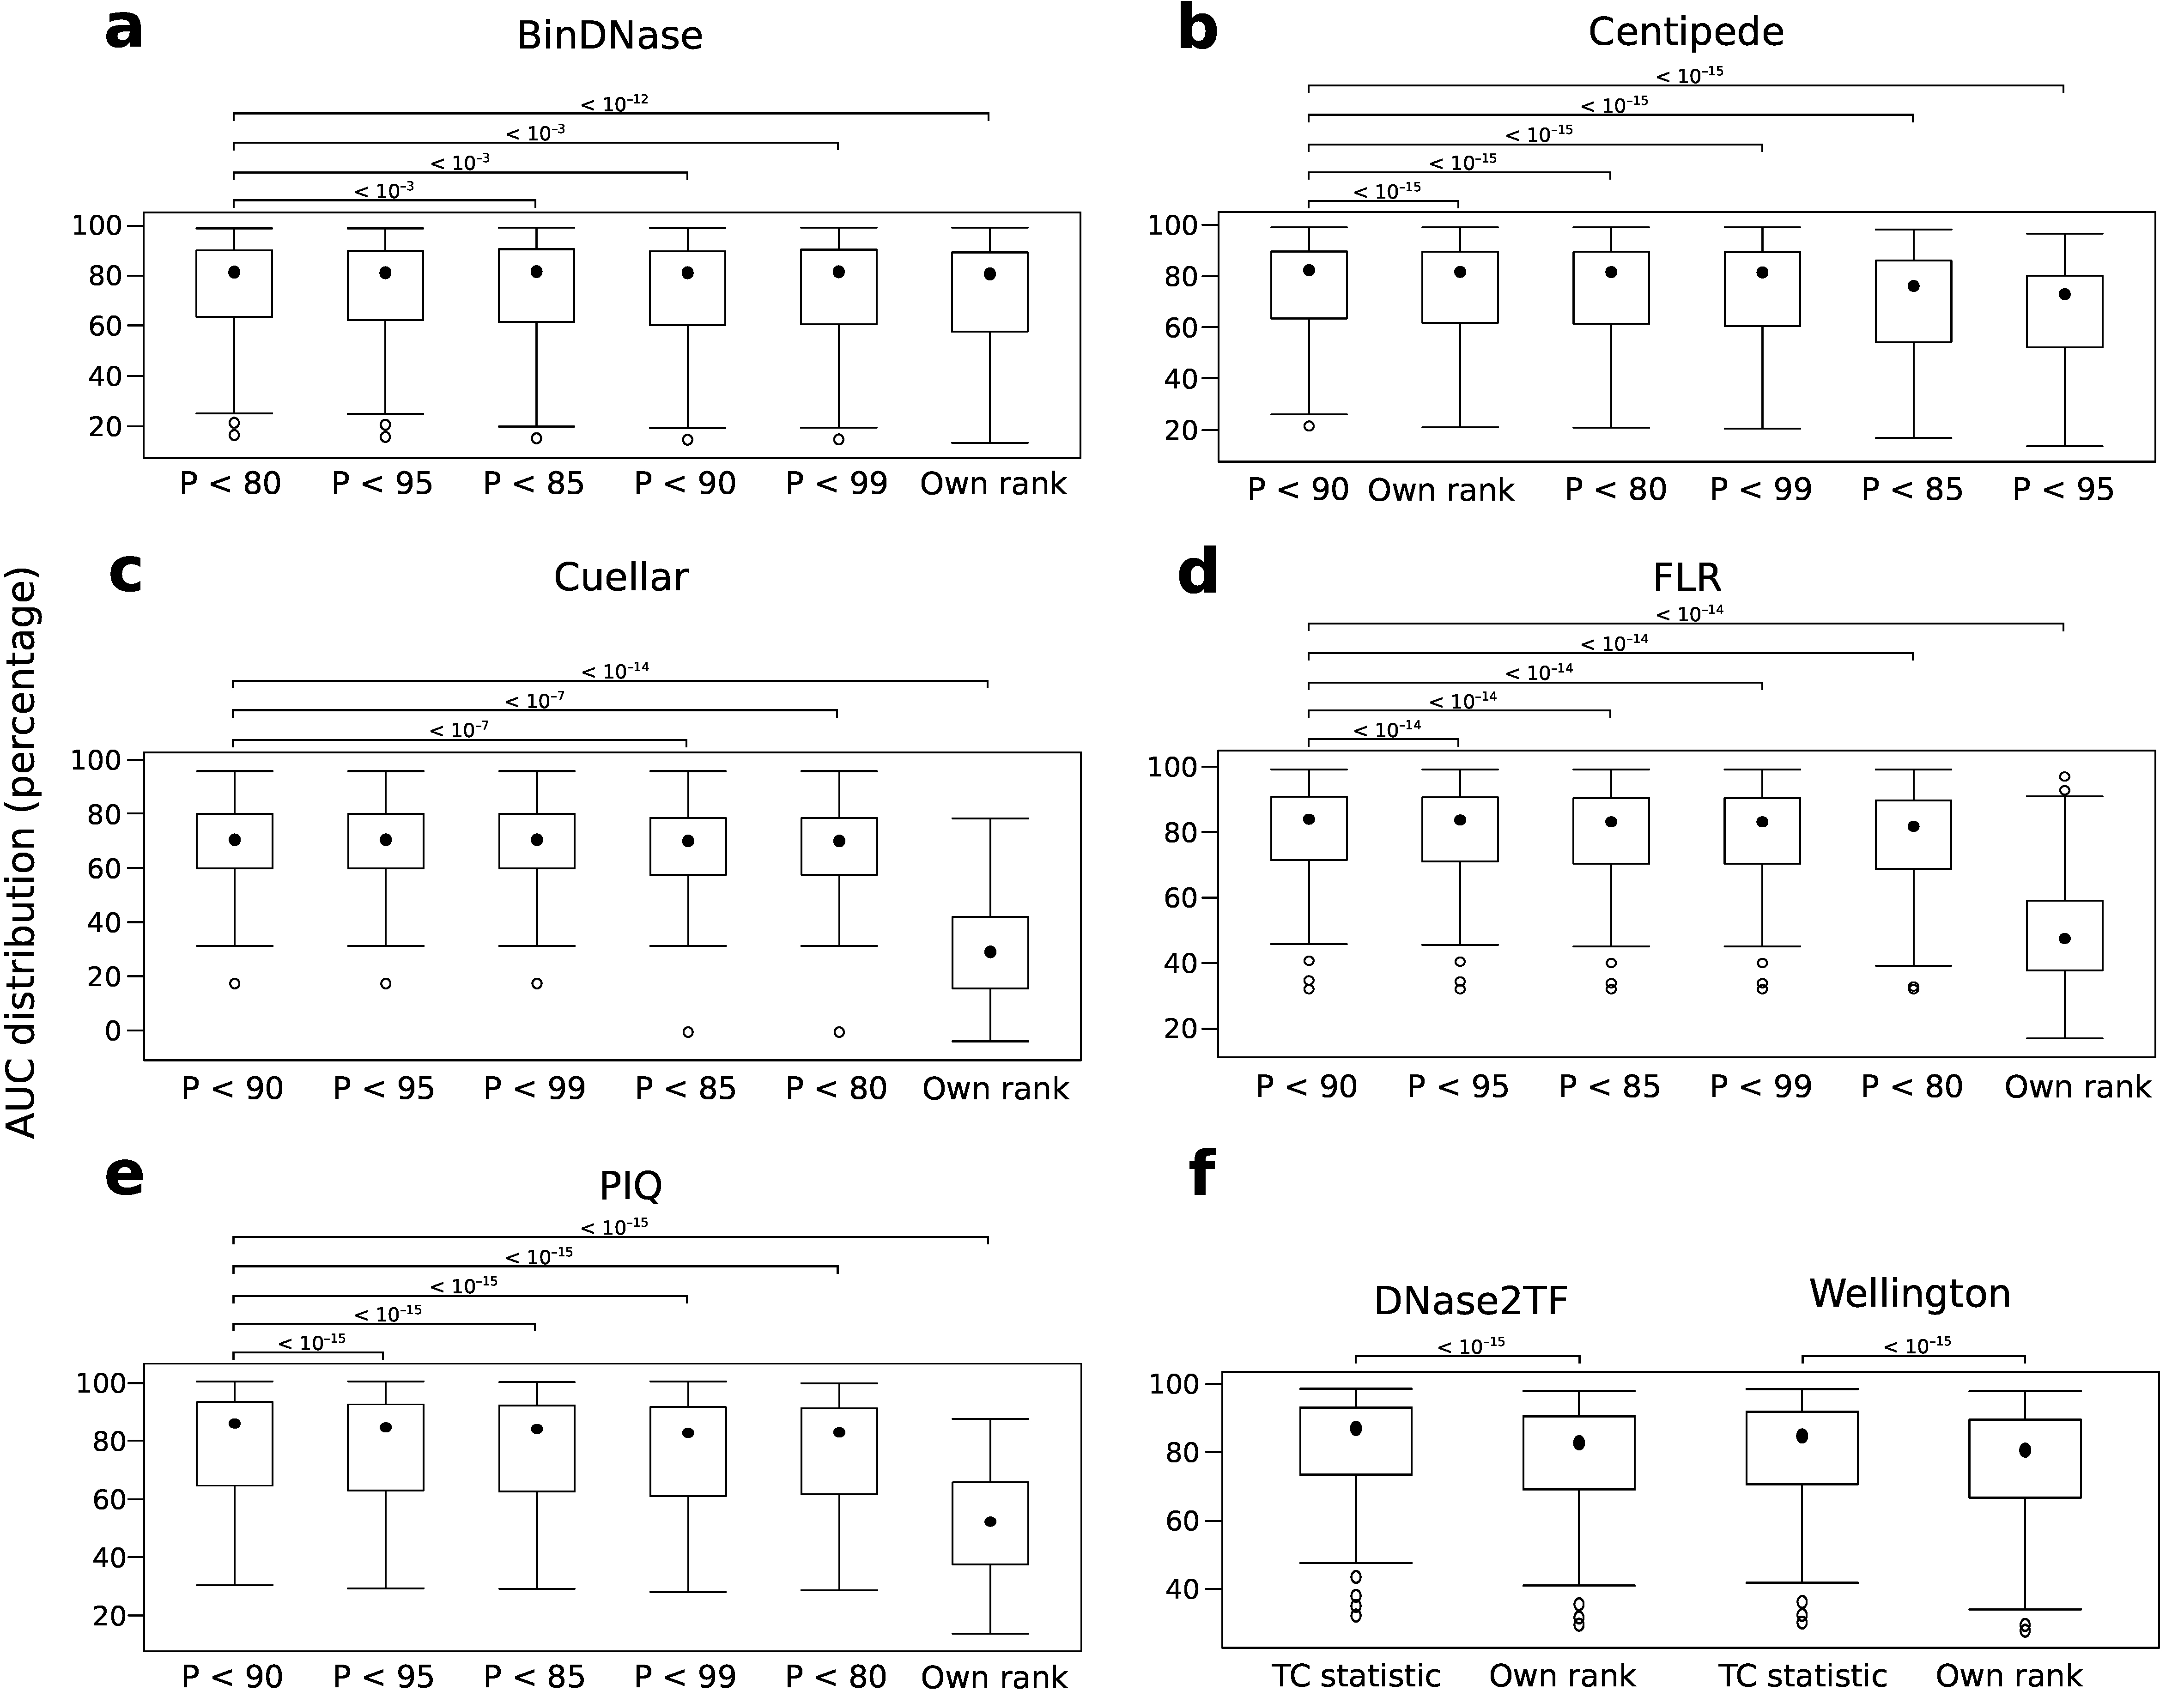 a
BinDNase
< 10⁻¹²
< 10⁻³
< 10⁻³
< 10⁻³
100
80
60
40
20
P < 80 P < 95 P < 85 P < 90 P < 99 Own rank
b
Centipede
< 10⁻¹⁵
< 10⁻¹⁵
< 10⁻¹⁵
< 10⁻¹⁵
< 10⁻¹⁵
100
80
60
40
20
P < 90 Own rank P < 80 P < 99 P < 85 P < 95
AUC distribution (percentage)
c
Cuellar
< 10⁻¹⁴
< 10⁻⁷
< 10⁻⁷
100
80
60
40
20
0
P < 90 P < 95 P < 99 P < 85 P < 80 Own rank
d
FLR
< 10⁻¹⁴
< 10⁻¹⁴
< 10⁻¹⁴
< 10⁻¹⁴
< 10⁻¹⁴
100
80
60
40
20
P < 90 P < 95 P < 85 P < 99 P < 80 Own rank
e
PIQ
< 10⁻¹⁵
< 10⁻¹⁵
< 10⁻¹⁵
< 10⁻¹⁵
< 10⁻¹⁵
100
80
60
40
20
P < 90 P < 95 P < 85 P < 99 P < 80 Own rank
f
DNase2TF Wellington
< 10⁻¹⁵ < 10⁻¹⁵
100
80
60
40
TC statistic Own rank TC statistic Own rank